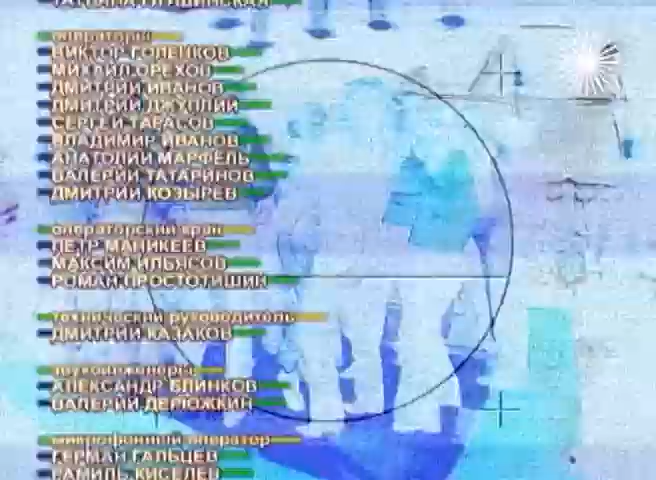 операторы
ВИКТОР ГОЛЕНКОВ
МИХАИЛ ОРЕХОВ
ДМИТРИЙ ИВАНОВ
ДМИТРИЙ
СЕРГЕЙ ТАРАСОВ
ВЛАДИМИР ИВАНОВ
АНАТОЛИЙ МАРФЕЛЬ
ВАЛЕРИЙ ТАТАРИНОВ
ДМИТРИЙ КОЗЫРЕВ
операторский кран
ПЕТР МАНИКЕЕВ
МАКСИМ ИЛЬЯСОВ
РОМАН ПРОСТОТИШИН
технический руководитель
ДМИТРИЙ КАЗАКОВ
звукоинженеры
АЛЕКСАНДР БЛИНКОВ
ВАЛЕРИЙ ДЕРЮЖКИН
микрофонный оператор
ГЕРМАН ГАЛЬЦЕВ
РАМИЛЬ КИСЕЛЕВ